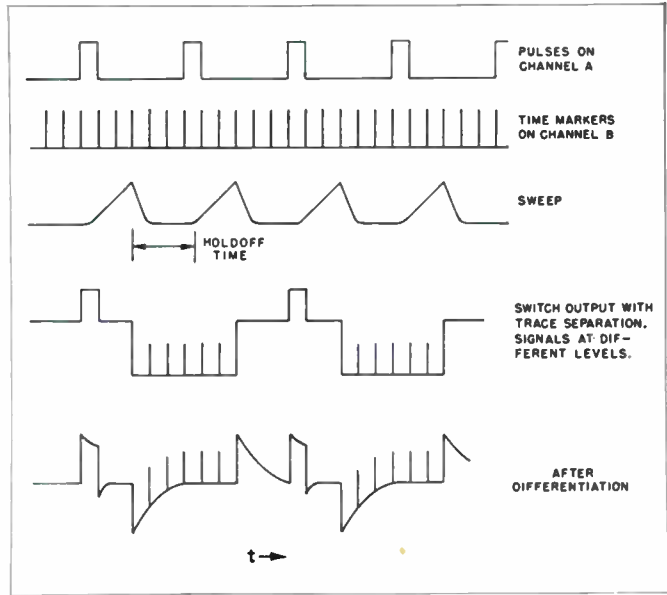 PULSES ON
CHANNEL A
TIME MARKERS
ON CHANNEL B
SWEEP
HOLDOFF
TIME
SWITCH OUTPUT WITH
TRACE SEPARATION,
SIGNALS AT DIF-
FERENT LEVELS.
AFTER
DIFFERENTIATION
t→